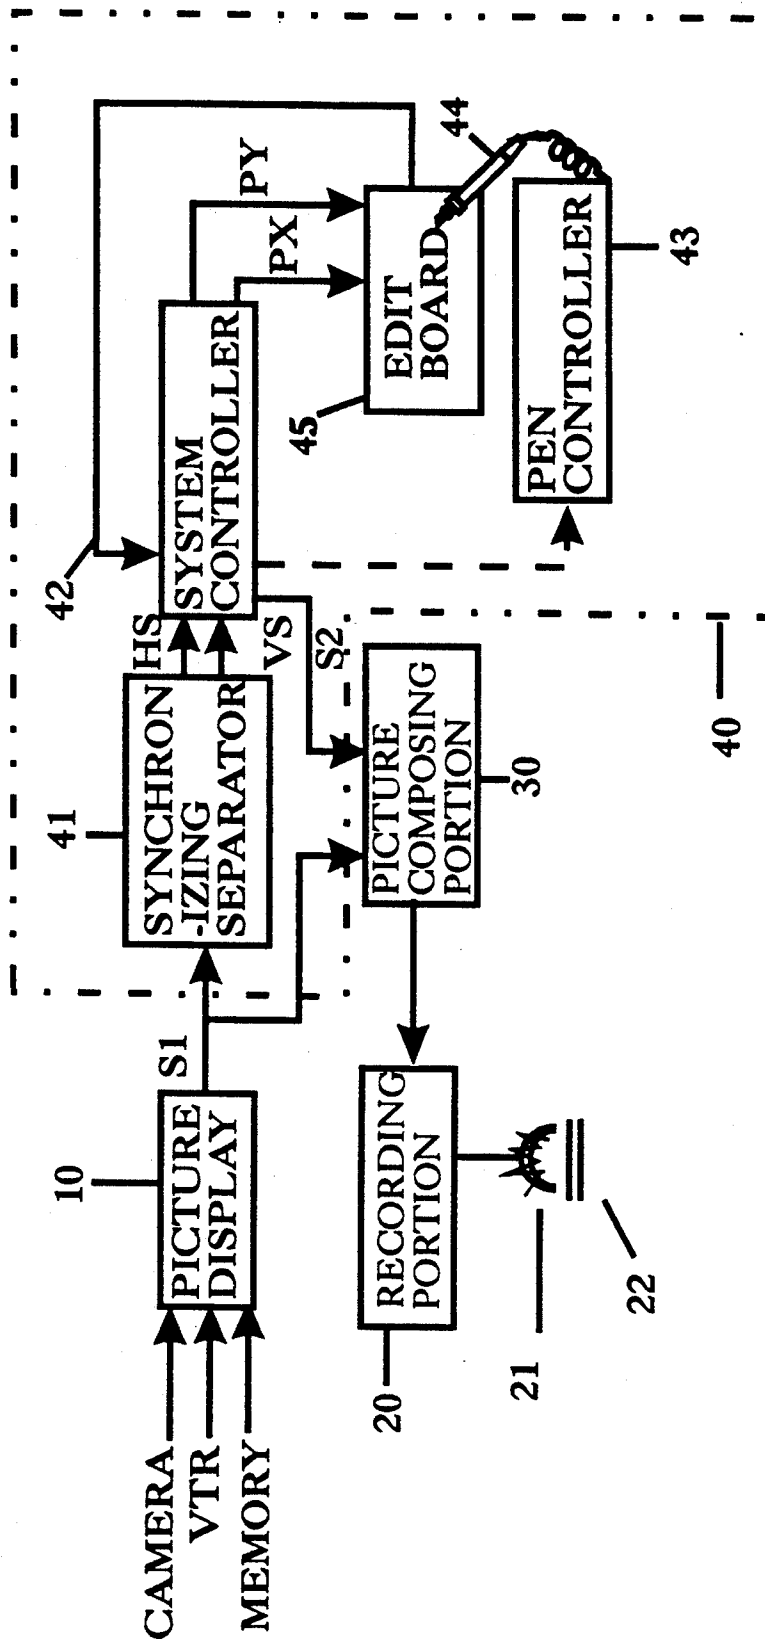 CAMERA
VTR
MEMORY
10
PICTURE
DISPLAY
S1
41
SYNCHRON
-IZING
SEPARATOR
HS
VS
42
SYSTEM
CONTROLLER
PY
PX
45
EDIT
BOARD
44
PEN
CONTROLLER
43
S2
PICTURE
COMPOSING
PORTION
30
40
RECORDING
PORTION
20
21
22